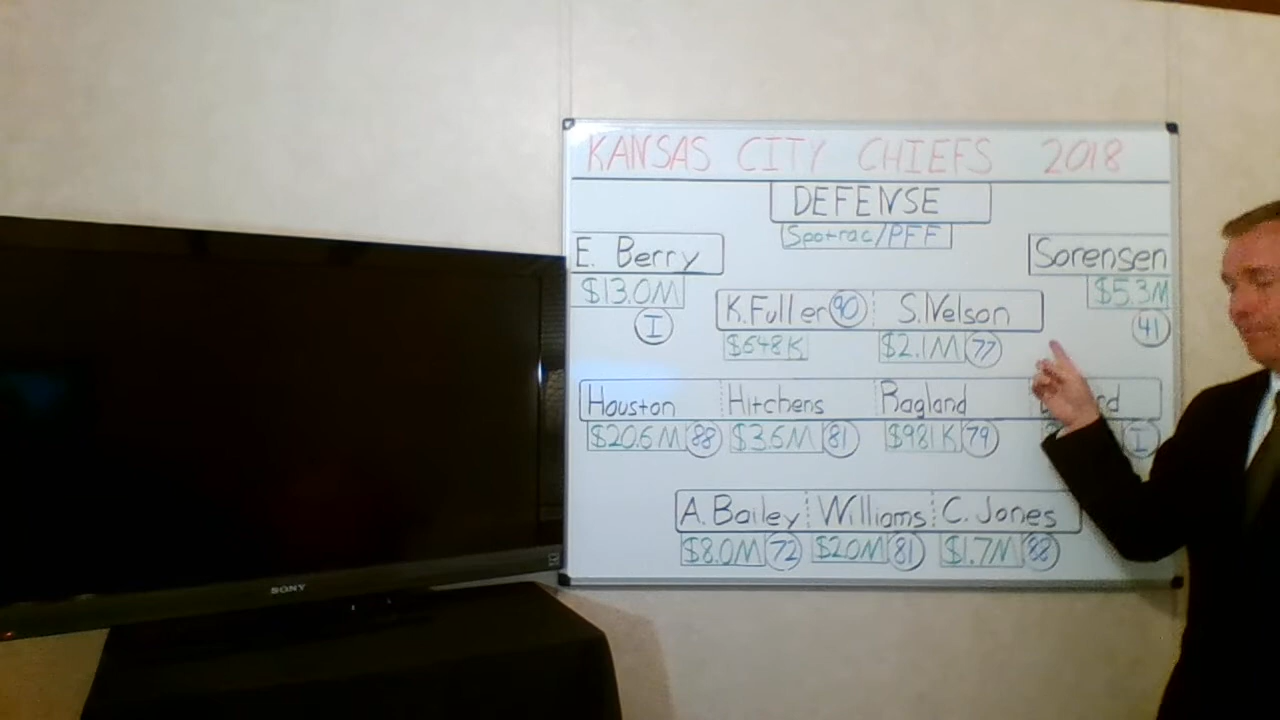 KANSAS CITY CHIEFS 2018
DEFENSE
Spotrac/PFF
E. Berry
Sorensen
$13.0M
$5.3M
I
41
K.Fuller 90 S.Nelson
$648K $2.1M 77
Houston Hitchens Ragland
$20.6M 88 $3.6M 81 $981K 79 I
A. Bailey Williams C. Jones
$8.0M 72 $2.0M 81 $1.7M 88
SONY